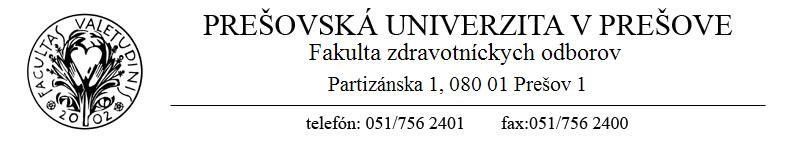 FACULTAS VALETUDINIS
2002
PREŠOVSKÁ UNIVERZITA V PREŠOVE
Fakulta zdravotníckych odborov
Partizánska 1, 080 01 Prešov 1
telefón: 051/756 2401 fax:051/756 2400